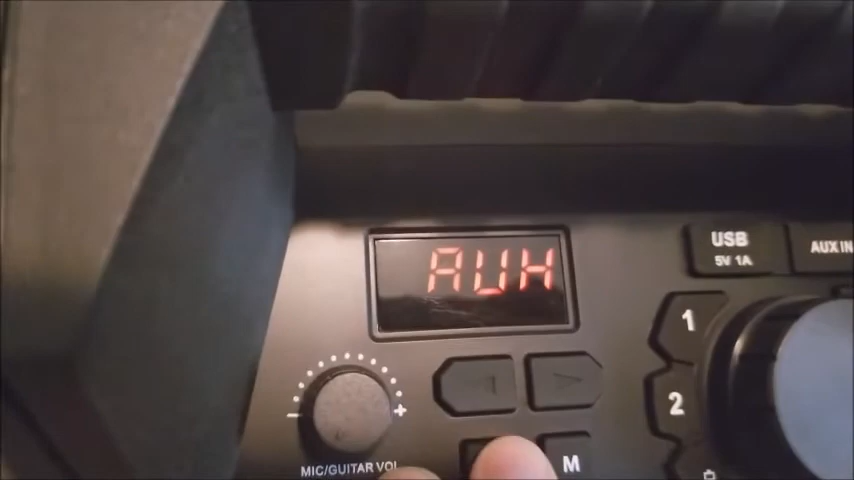 AUH
USB
5V 1A
AUX IN
1
2
- +
MIC/GUITAR VOL
M